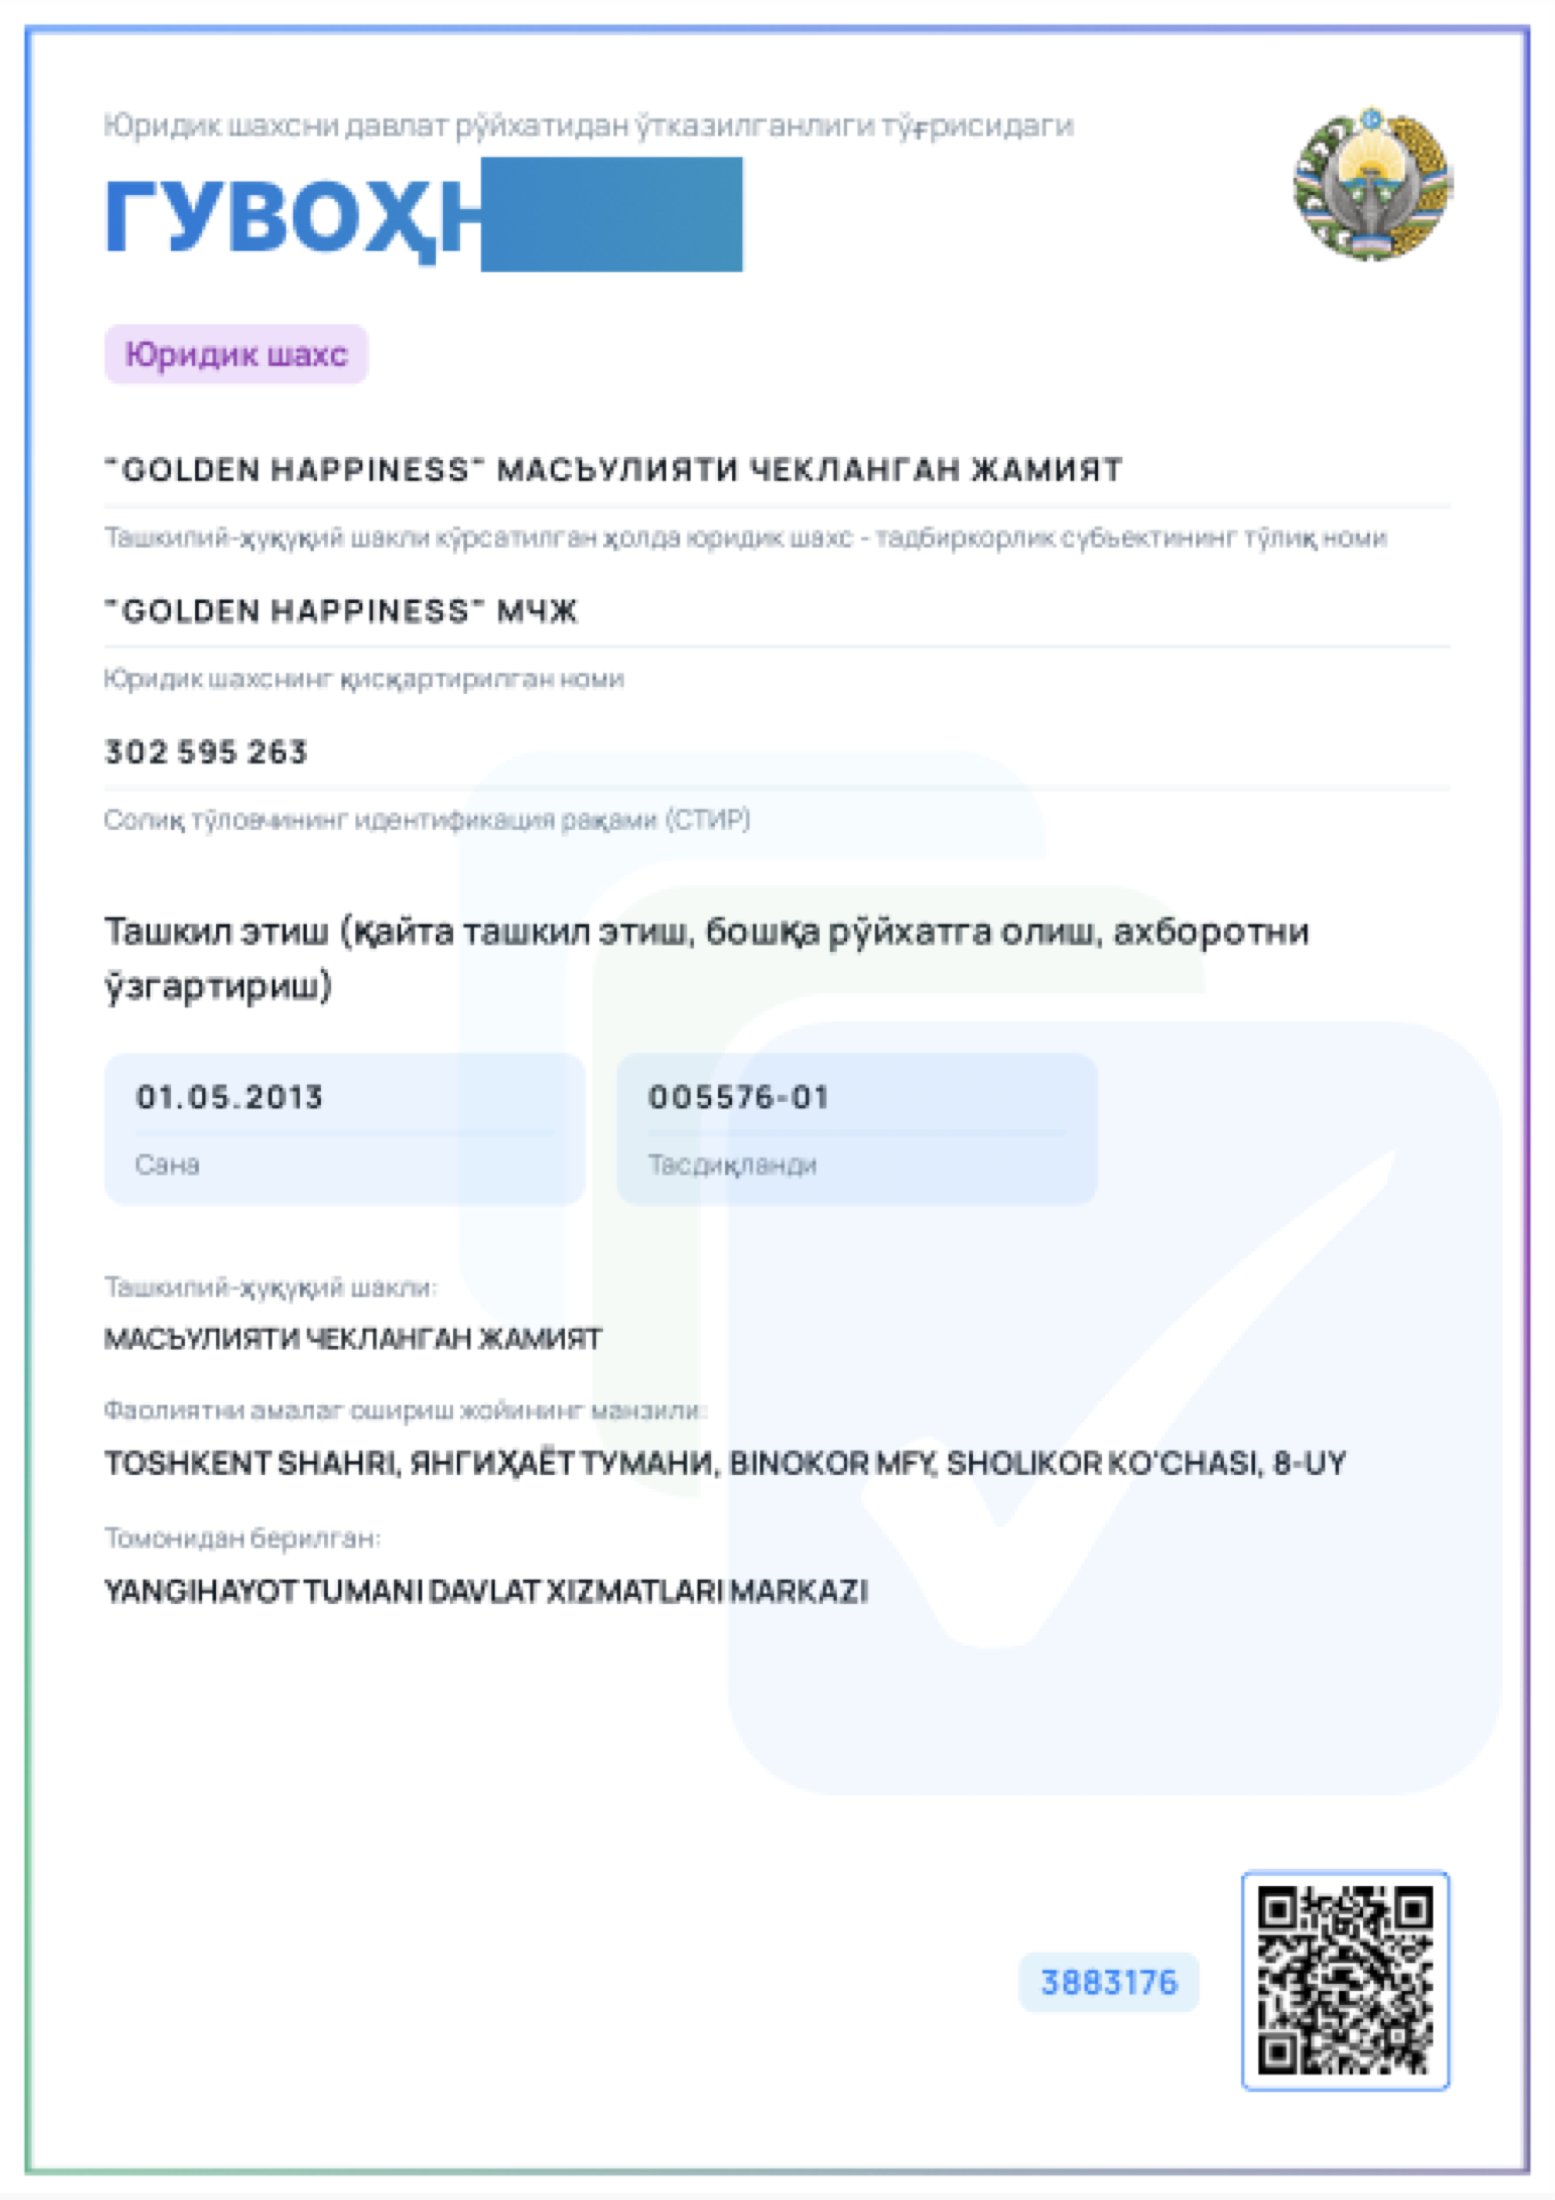 Юридик шахсни давлат рўйхатидан ўтказилганлиги тўғрисидаги
Юридик шахс
"GOLDEN HAPPINESS" МАСЪУЛИЯТИ ЧЕКЛАНГАН ЖАМИЯТ
Ташкилий-ҳуқуқий шакли кўрсатилган ҳолда юридик шахс - тадбиркорлик субъектининг тўлиқ номи
"GOLDEN HAPPINESS" МЧЖ
Юридик шахснинг қисқартирилган номи
302 595 263
Солиқ тўловчининг идентификация рақами (СТИР)
Ташкил этиш (қайта ташкил этиш, бошқа рўйхатга олиш, ахборотни
ўзгартириш)
01.05.2013
005576-01
Сана
Тасдиқланди
Ташкилий-ҳуқуқий шакли:
МАСЪУЛИЯТИ ЧЕКЛАНГАН ЖАМИЯТ
Фаолиятни амалаг ошириш жойининг манзили:
TOSHKENT SHAHRI, ЯНГИҲАЁТ ТУМАНИ, BINOKOR MFY, SHOLIKOR KO'CHASI, 8-UY
Томонидан берилган:
YANGIHAYOT TUMANI DAVLAT XIZMATLARI MARKAZI
3883176